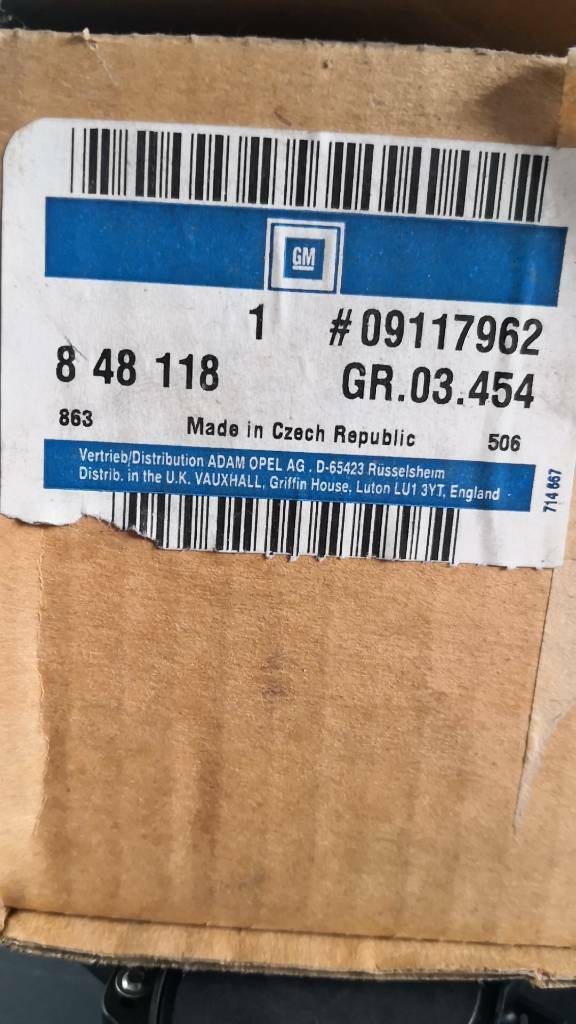 GM
1 #09117962
8 48 118 GR.03.454
863 Made in Czech Republic 506
Vertrieb/Distribution ADAM OPEL AG . D-65423 Rüsselsheim
Distrib. in the U.K. VAUXHALL, Griffin House, Luton LU1 3YT, England
714 667